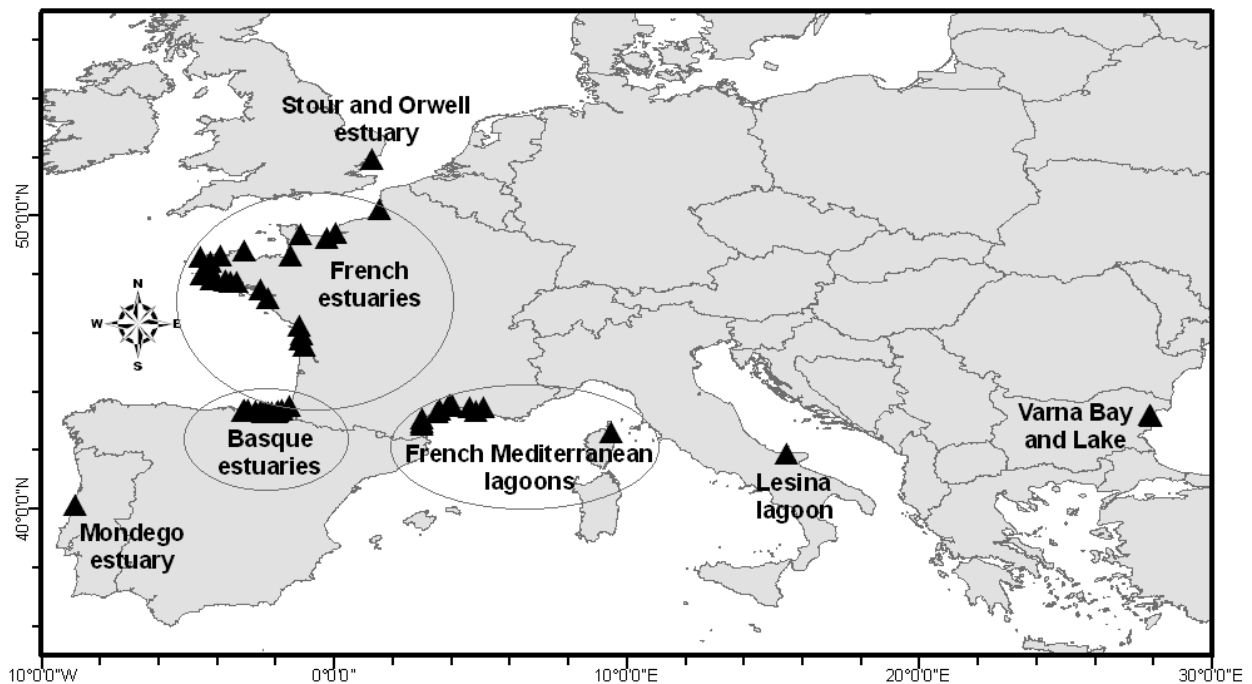 Stour and Orwell
estuary
50°0'0"N
French
estuaries
N
W
E
S
Varna Bay
and Lake
Basque
estuaries
French Mediterranean
lagoons
Lesina
lagoon
40°0'0"N
Mondego
estuary
10°0'0"W
0°0'0"
10°0'0"E
20°0'0"E
30°0'0"E